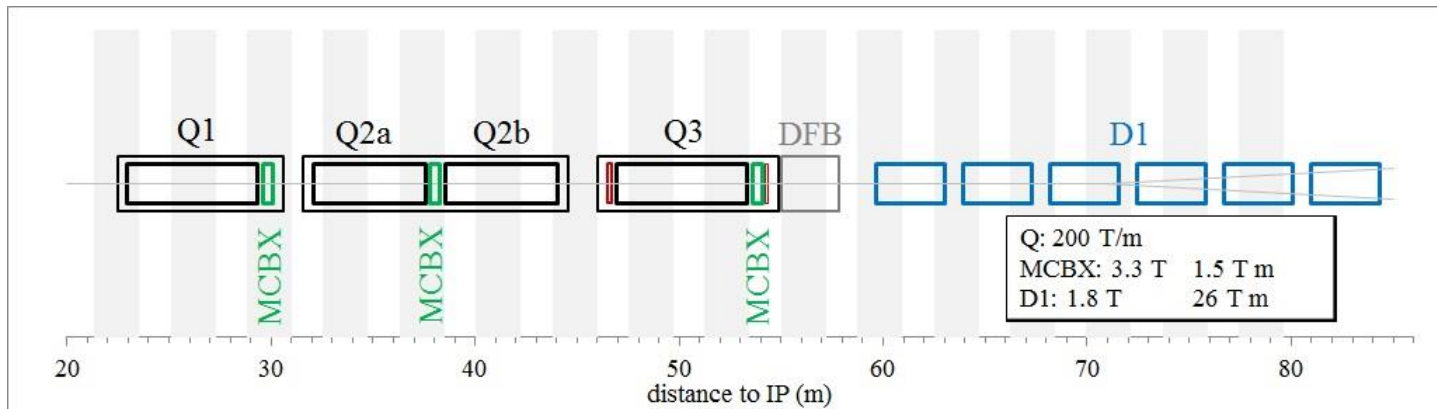 Q1
Q2a
Q2b
Q3
DFB
D1
MCBX
MCBX
MCBX
Q: 200 T/m
MCBX: 3.3 T 1.5 T m
D1: 1.8 T 26 T m
20 30 40 50 60 70 80
distance to IP (m)